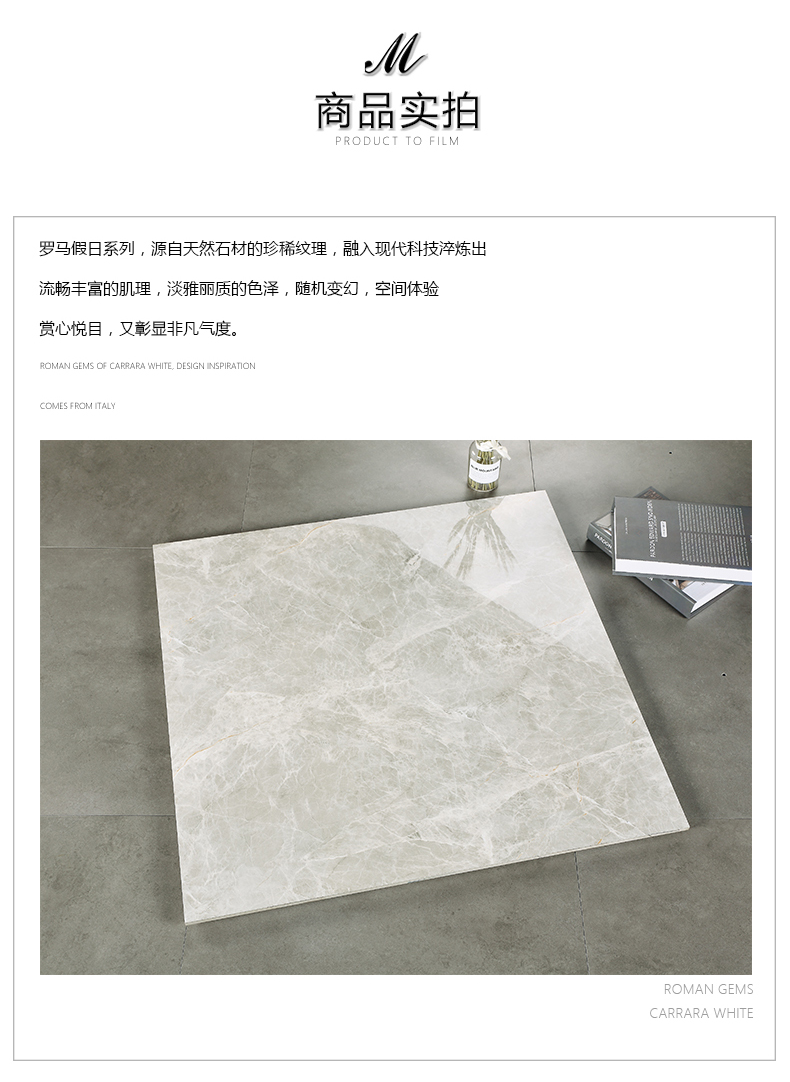 M
商品实拍
PRODUCT TO FILM
罗马假日系列，源自天然石材的珍稀纹理，融入现代科技淬炼出
流畅丰富的肌理，淡雅丽质的色泽，随机变幻，空间体验
赏心悦目，又彰显非凡气度。
ROMAN GEMS OF CARRARA WHITE, DESIGN INSPIRATION
COMES FROM ITALY
ROMAN GEMS
CARRARA WHITE